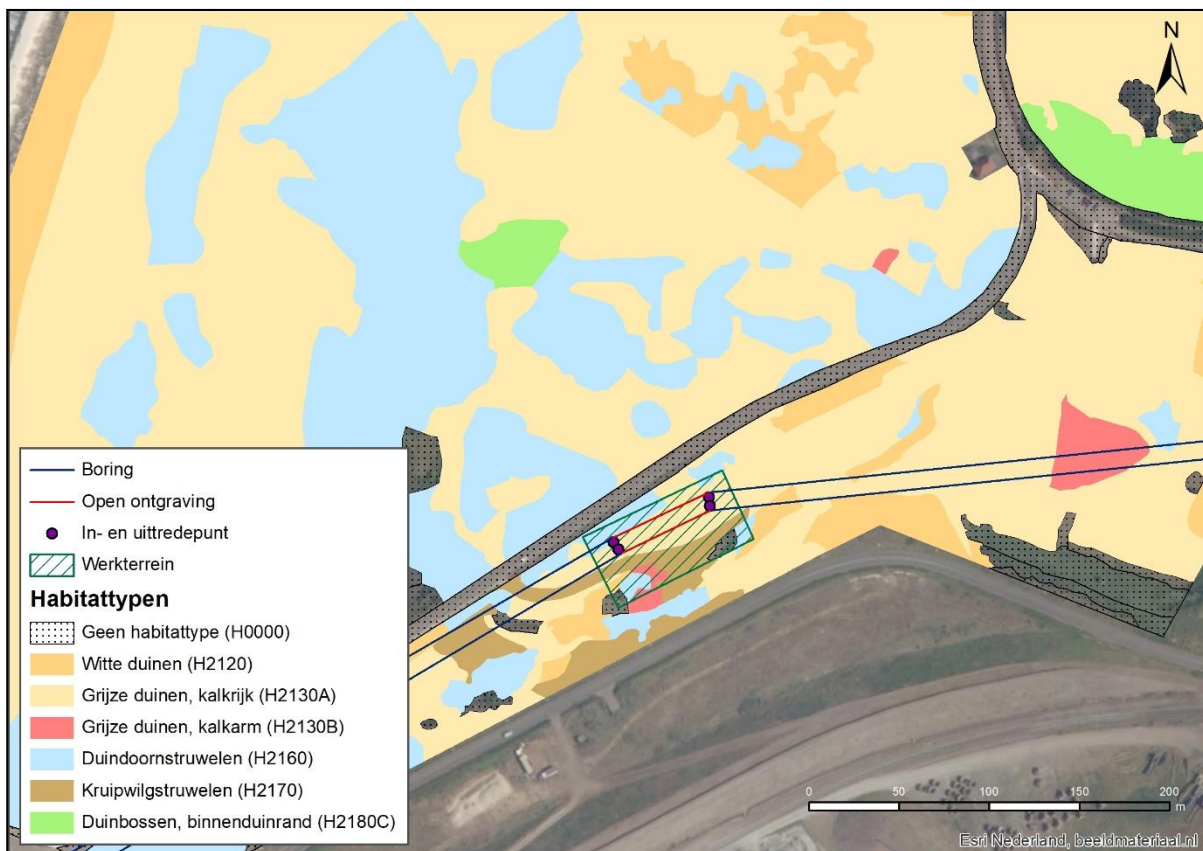 N
Boring
Open ontgraving
In- en uittredepunt
Werkterrein
Habitattypen
Geen habitattype (H0000)
Witte duinen (H2120)
Grijze duinen, kalkrijk (H2130A)
Grijze duinen, kalkarm (H2130B)
Duindoornstruwelen (H2160)
Kruipwilgstruwelen (H2170)
Duinbossen, binnenduinrand (H2180C)
0 50 100 150 200
m
Esri Nederland, beeldmateriaal.nl